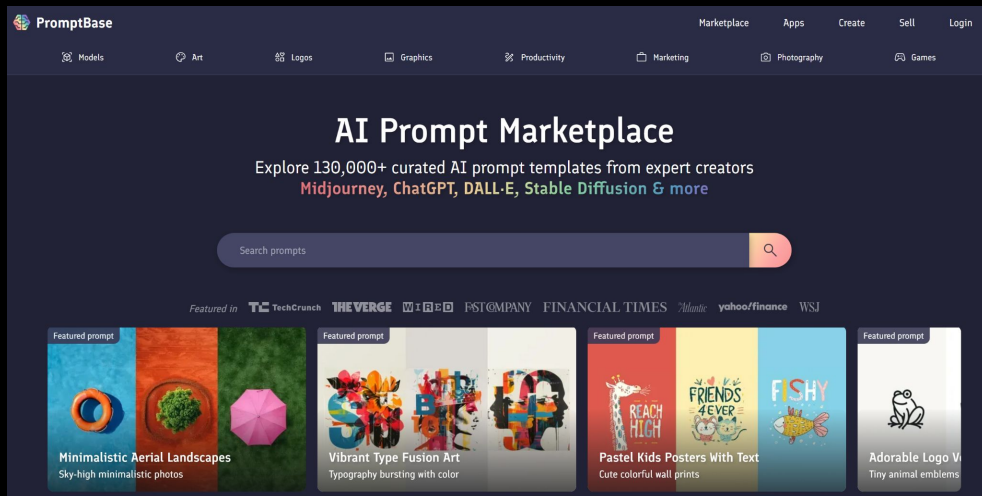 PromptBase
Marketplace Apps Create Sell Login
Models Art Logos Graphics Productivity Marketing Photography Games
AI Prompt Marketplace
Explore 130,000+ curated AI prompt templates from expert creators
Midjourney, ChatGPT, DALL·E, Stable Diffusion & more
Search prompts
Featured in TechCrunch THE VERGE WIRED FAST COMPANY FINANCIAL TIMES The Atlantic yahoo!finance WSJ
Featured prompt
Minimalistic Aerial Landscapes
Sky-high minimalistic photos
Featured prompt
Vibrant Type Fusion Art
Typography bursting with color
Featured prompt
REACH
HIGH
FRIENDS
4EVER
FISHY
Pastel Kids Posters With Text
Cute colorful wall prints
Featured prompt
Adorable Logo
Tiny animal emblems